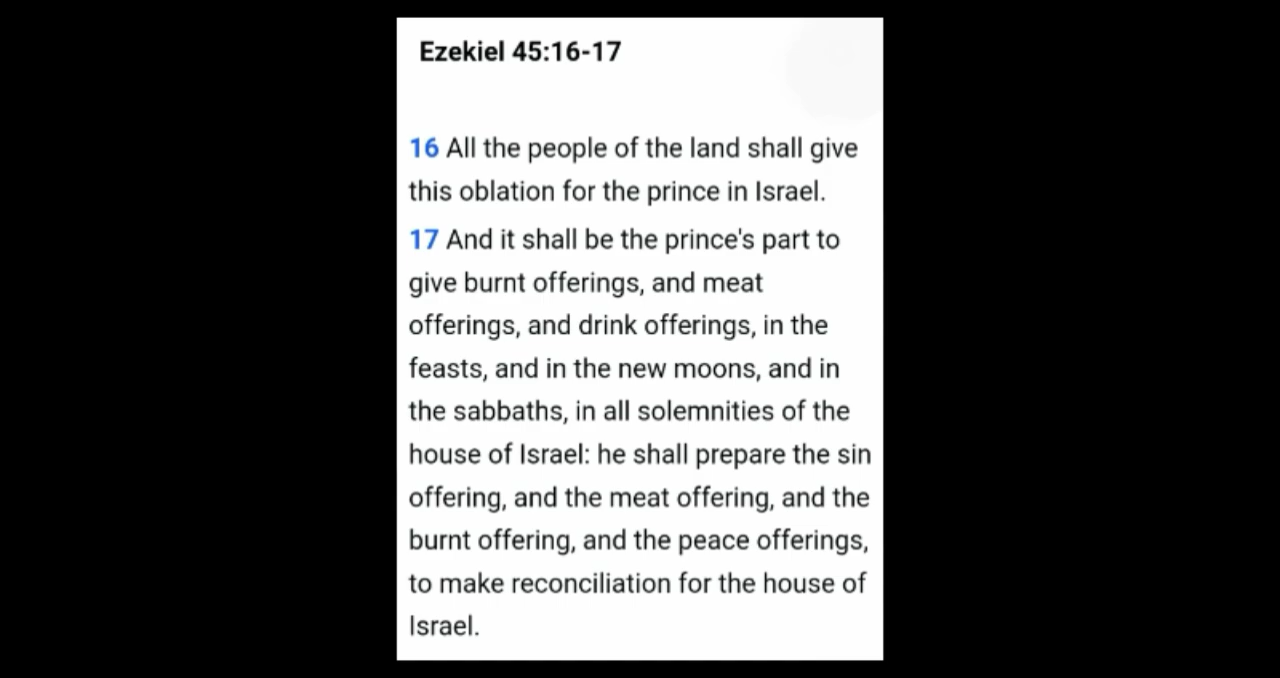 Ezekiel 45:16-17
16 All the people of the land shall give
this oblation for the prince in Israel.
17 And it shall be the prince's part to
give burnt offerings, and meat
offerings, and drink offerings, in the
feasts, and in the new moons, and in
the sabbaths, in all solemnities of the
house of Israel: he shall prepare the sin
offering, and the meat offering, and the
burnt offering, and the peace offerings,
to make reconciliation for the house of
Israel.